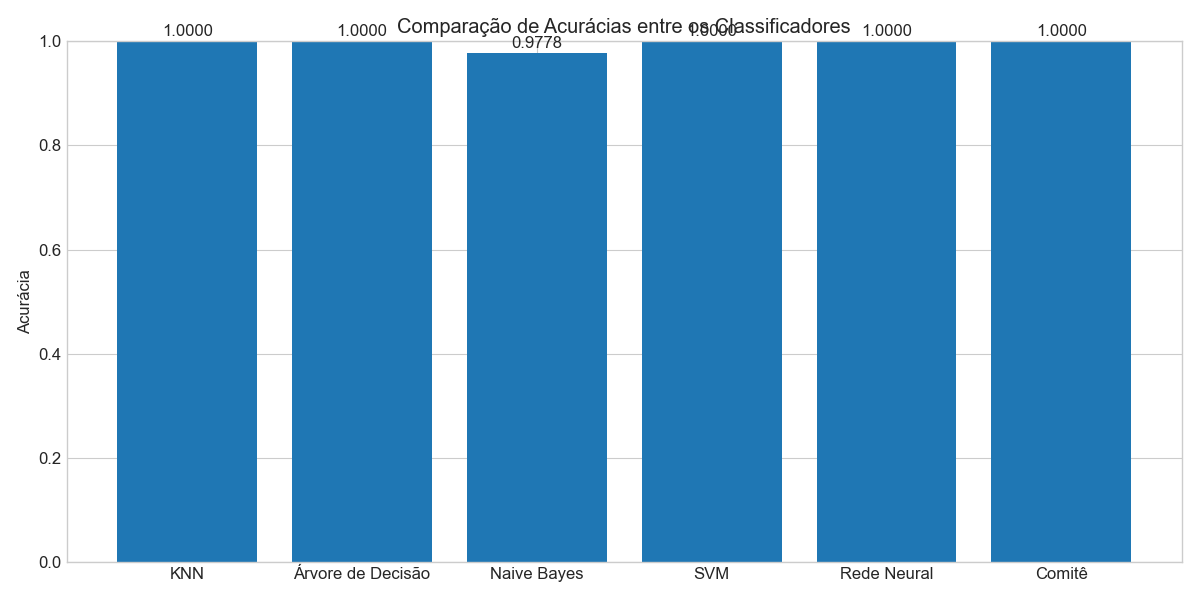 Comparação de Acurácias entre os Classificadores
1.0000
1.0000
0.9778
1.0000
1.0000
1.0000
1.0
0.8
0.6
0.4
0.2
0.0
Acurácia
KNN
Árvore de Decisão
Naive Bayes
SVM
Rede Neural
Comitê